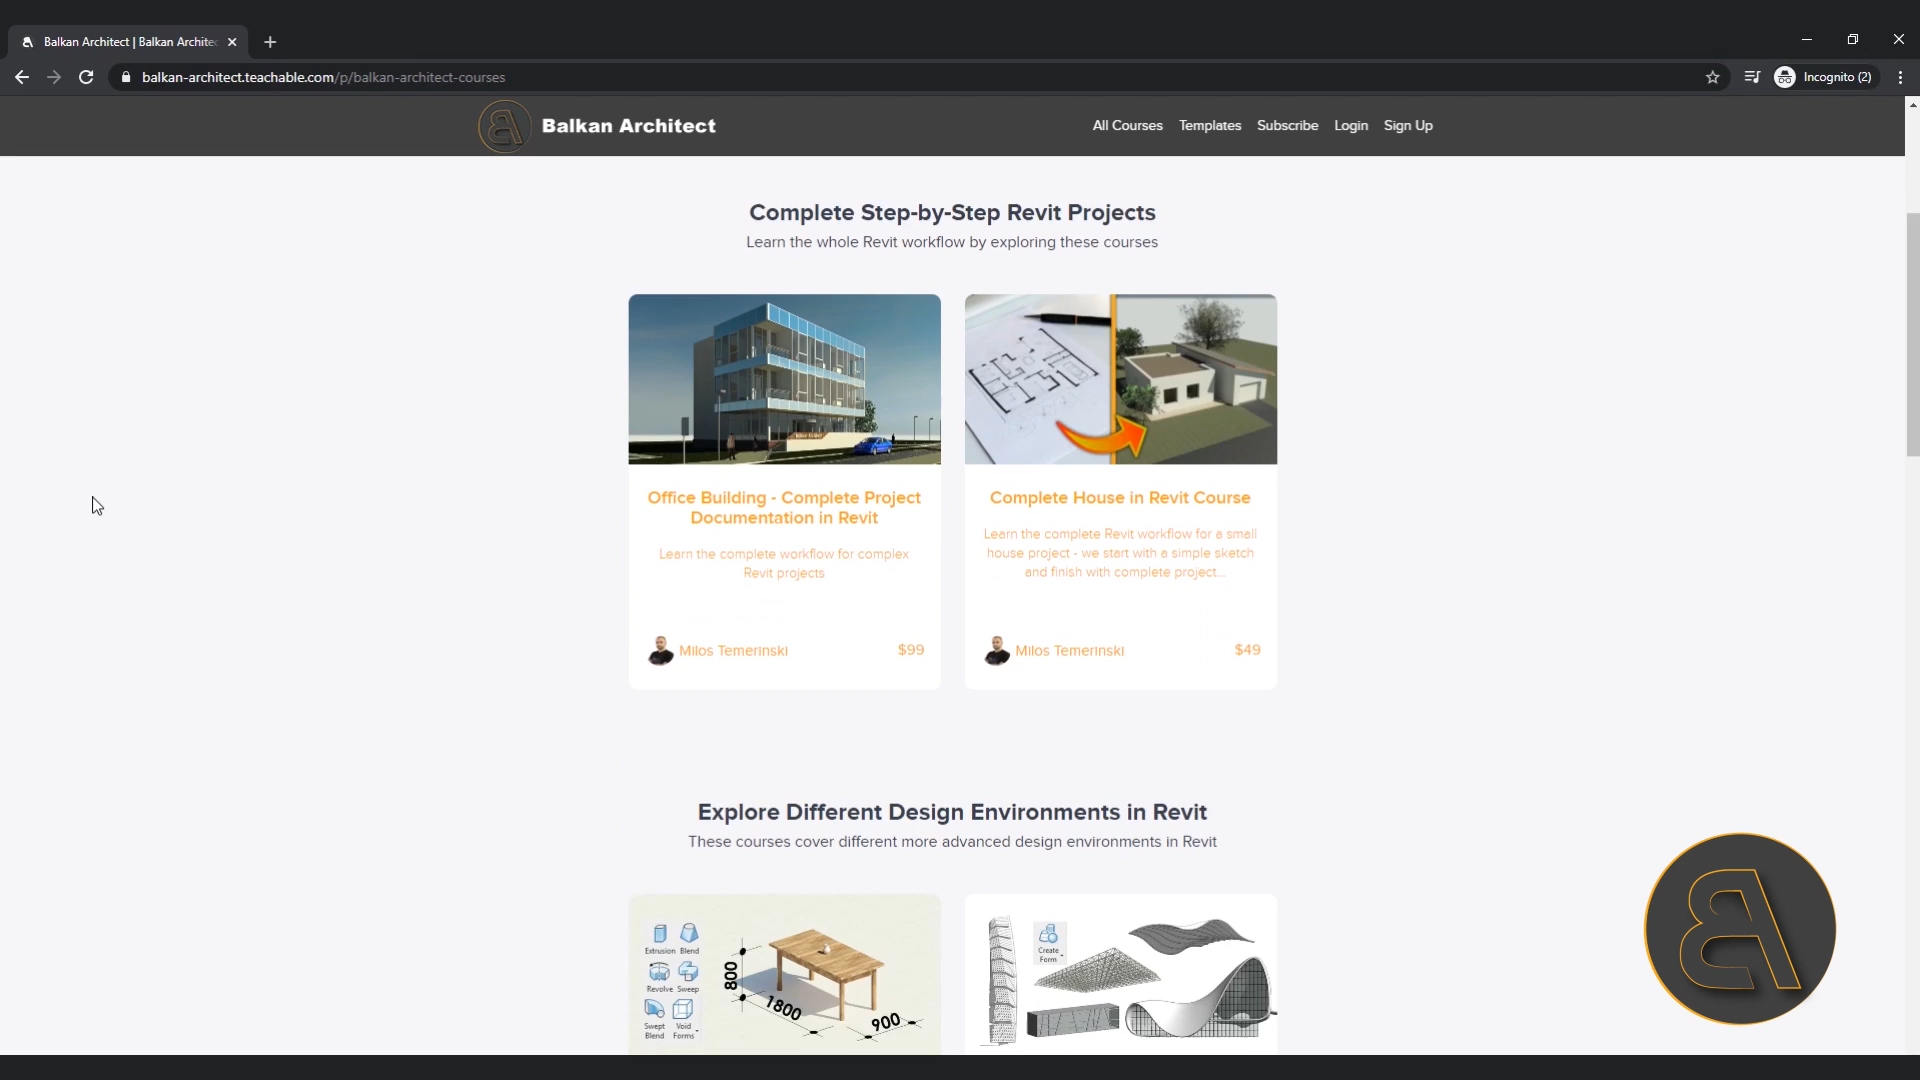 Balkan Architect | Balkan Archite
balkan-architect.teachable.com/p/balkan-architect-courses
Incognito (2)
Balkan Architect
All Courses
Templates
Subscribe
Login
Sign Up
Complete Step-by-Step Revit Projects
Learn the whole Revit workflow by exploring these courses
Office Building - Complete Project
Documentation in Revit
Learn the complete workflow for complex
Revit projects
Milos Temerinski
$99
Complete House in Revit Course
Learn the complete Revit workflow for a small
house project - we start with a simple sketch
and finish with complete project...
Milos Temerinski
$49
Explore Different Design Environments in Revit
These courses cover different more advanced design environments in Revit
Extrusion Blend
Revolve Sweep
Swept Void
Blend Forms
800
1800
900
Create
Form